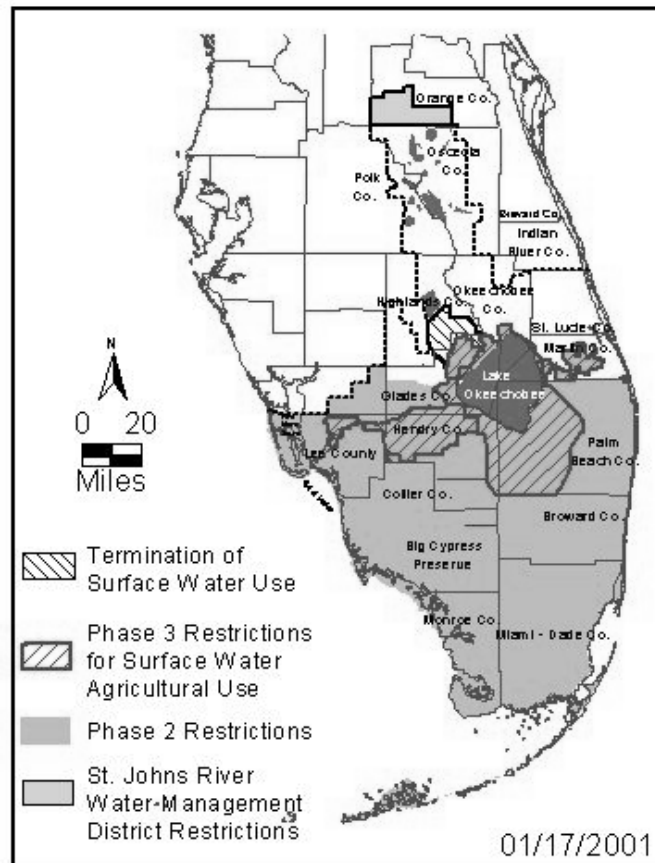 Orange Co.
Osceola
Co.
Polk
Co.
Broward Co.
Indian
River Co.
Okeechobee
Co.
Highlands Co.
St. Lucie Co.
Martin Co.
N
Lake
Okeechobee
Glades Co.
0 20
Miles
Hendry Co.
Lee County
Palm
Beach Co.
Collier Co.
Broward Co.
Big Cypress
Preserve
Monroe Co.
Miami - Dade Co.
Termination of
Surface Water Use
Phase 3 Restrictions
for Surface Water
Agricultural Use
Phase 2 Restrictions
St. Johns River
Water-Management
District Restrictions
01/17/2001